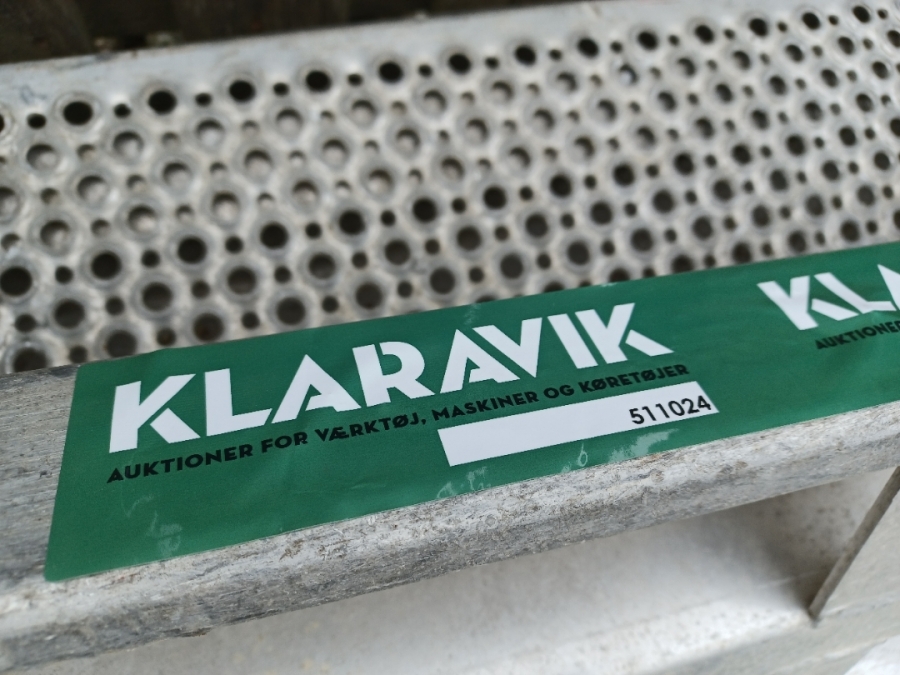 KLARAVIK
AUKTIONER FOR VÆRKTØJ, MASKINER OG KØRETØJER
511024